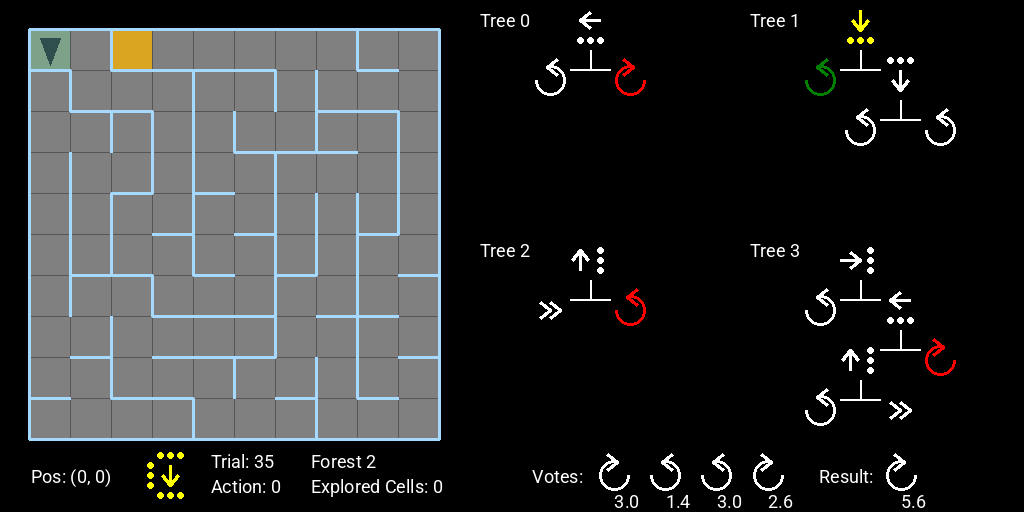 Tree 0
Tree 1
Tree 2
Tree 3
Pos: (0, 0)
Trial: 35
Forest 2
Action: 0
Explored Cells: 0
Votes:
3.0
1.4
3.0
2.6
Result:
5.6